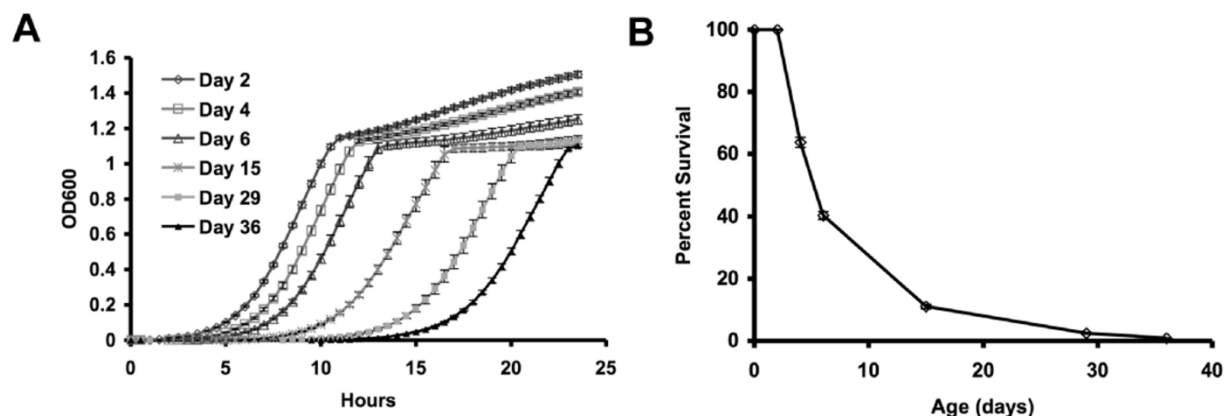 A
1.6
1.4
1.2
1
0.8
0.6
0.4
0.2
0
OD600
Day 2
Day 4
Day 6
Day 15
Day 29
Day 36
0 5 10 15 20 25
Hours
B
100
80
60
40
20
0
Percent Survival
0 10 20 30 40
Age (days)